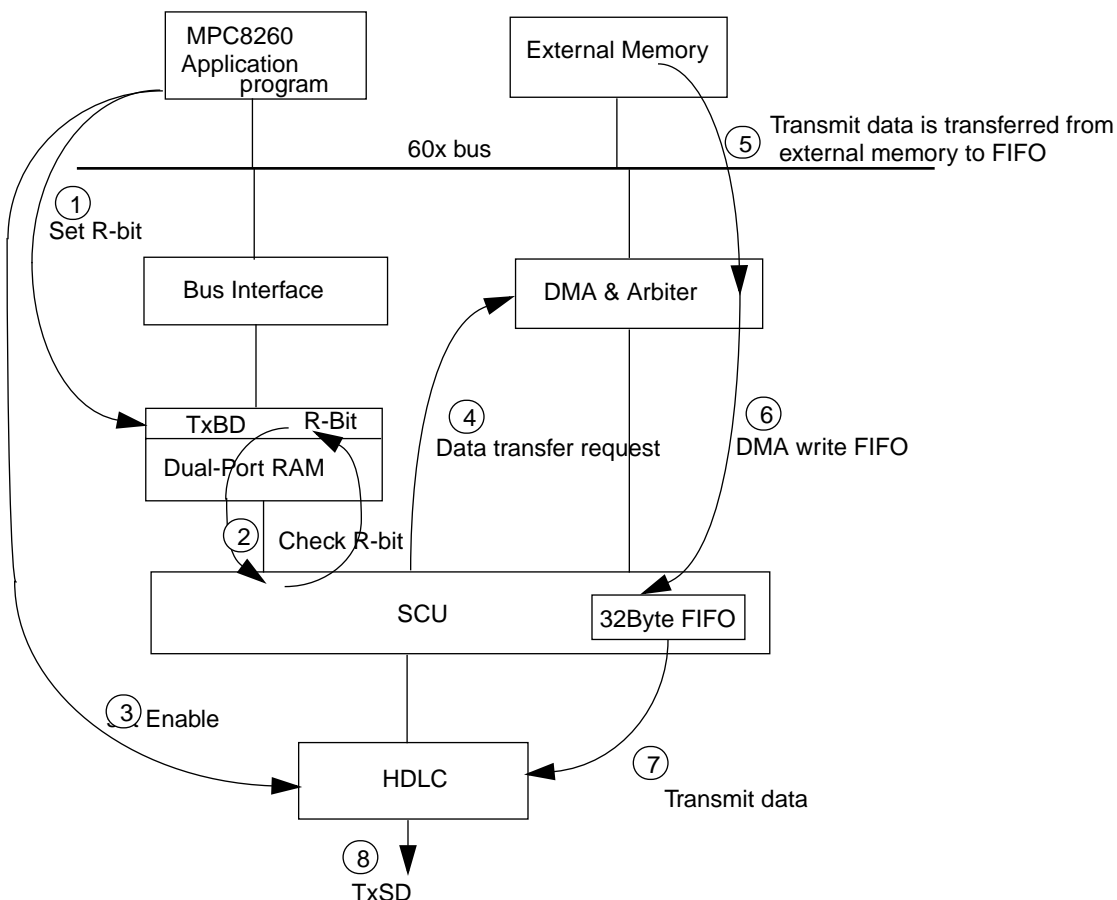 MPC8260
Application
program
External Memory
5 Transmit data is transferred from
external memory to FIFO
60x bus
1
Set R-bit
Bus Interface
DMA & Arbiter
TxBD R-Bit
Dual-Port RAM
4
Data transfer request
6
DMA write FIFO
2 Check R-bit
SCU
32Byte FIFO
3 Enable
HDLC
7
Transmit data
8
TxSD